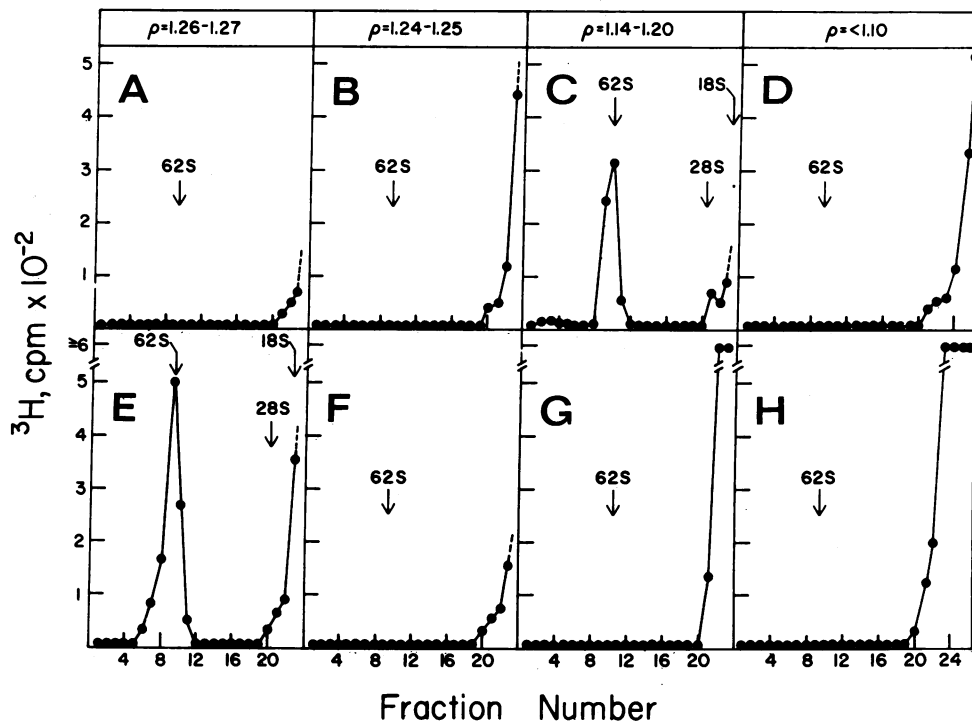 ρ=1.26-1.27 ρ=1.24-1.25 ρ=1.14-1.20 ρ=<1.10
5 A B C D
62S 18S
4
62S 62S 28S 62S
3
2
1
≥6 62S 18S
5 E F G H
28S
4
62S 62S 62S
3
2
1
4 8 12 16 20 4 8 12 16 20 4 8 12 16 20 4 8 12 16 20 24
³H, cpm x 10⁻²
Fraction Number